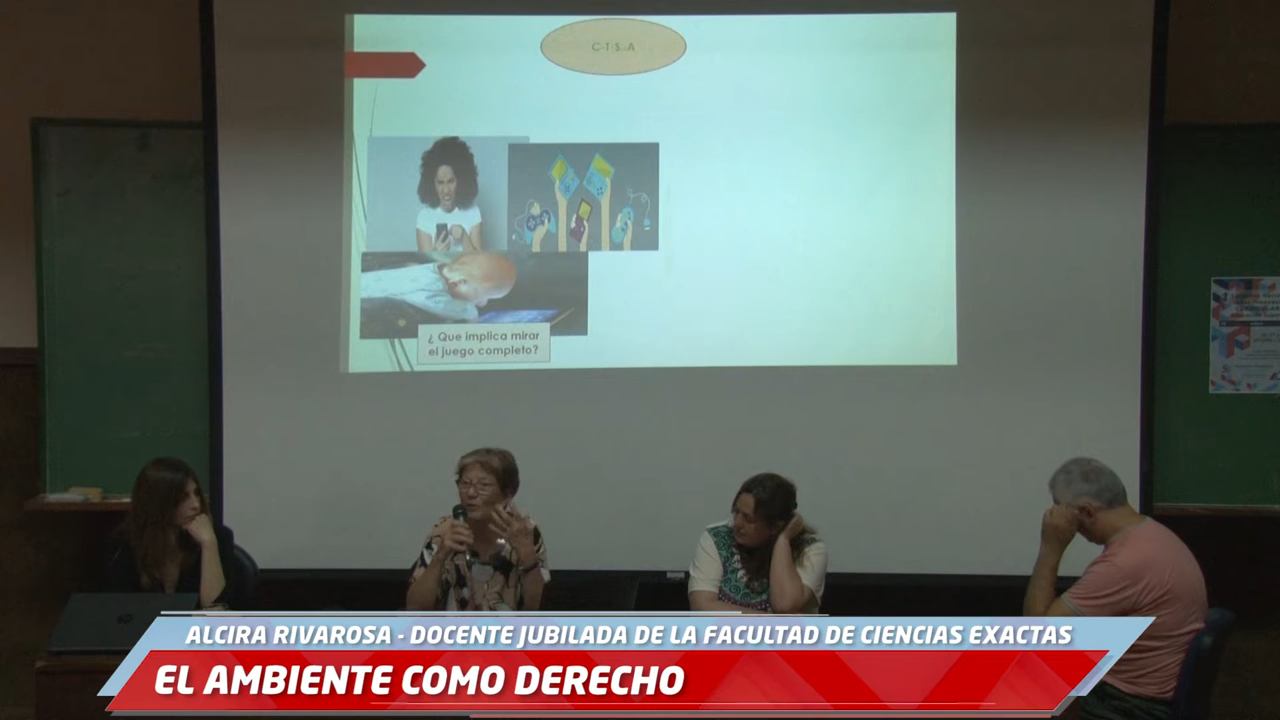 C-T-S-A
¿ Que implica mirar
el juego completo?
ALCIRA RIVAROSA - DOCENTE JUBILADA DE LA FACULTAD DE CIENCIAS EXACTAS
EL AMBIENTE COMO DERECHO